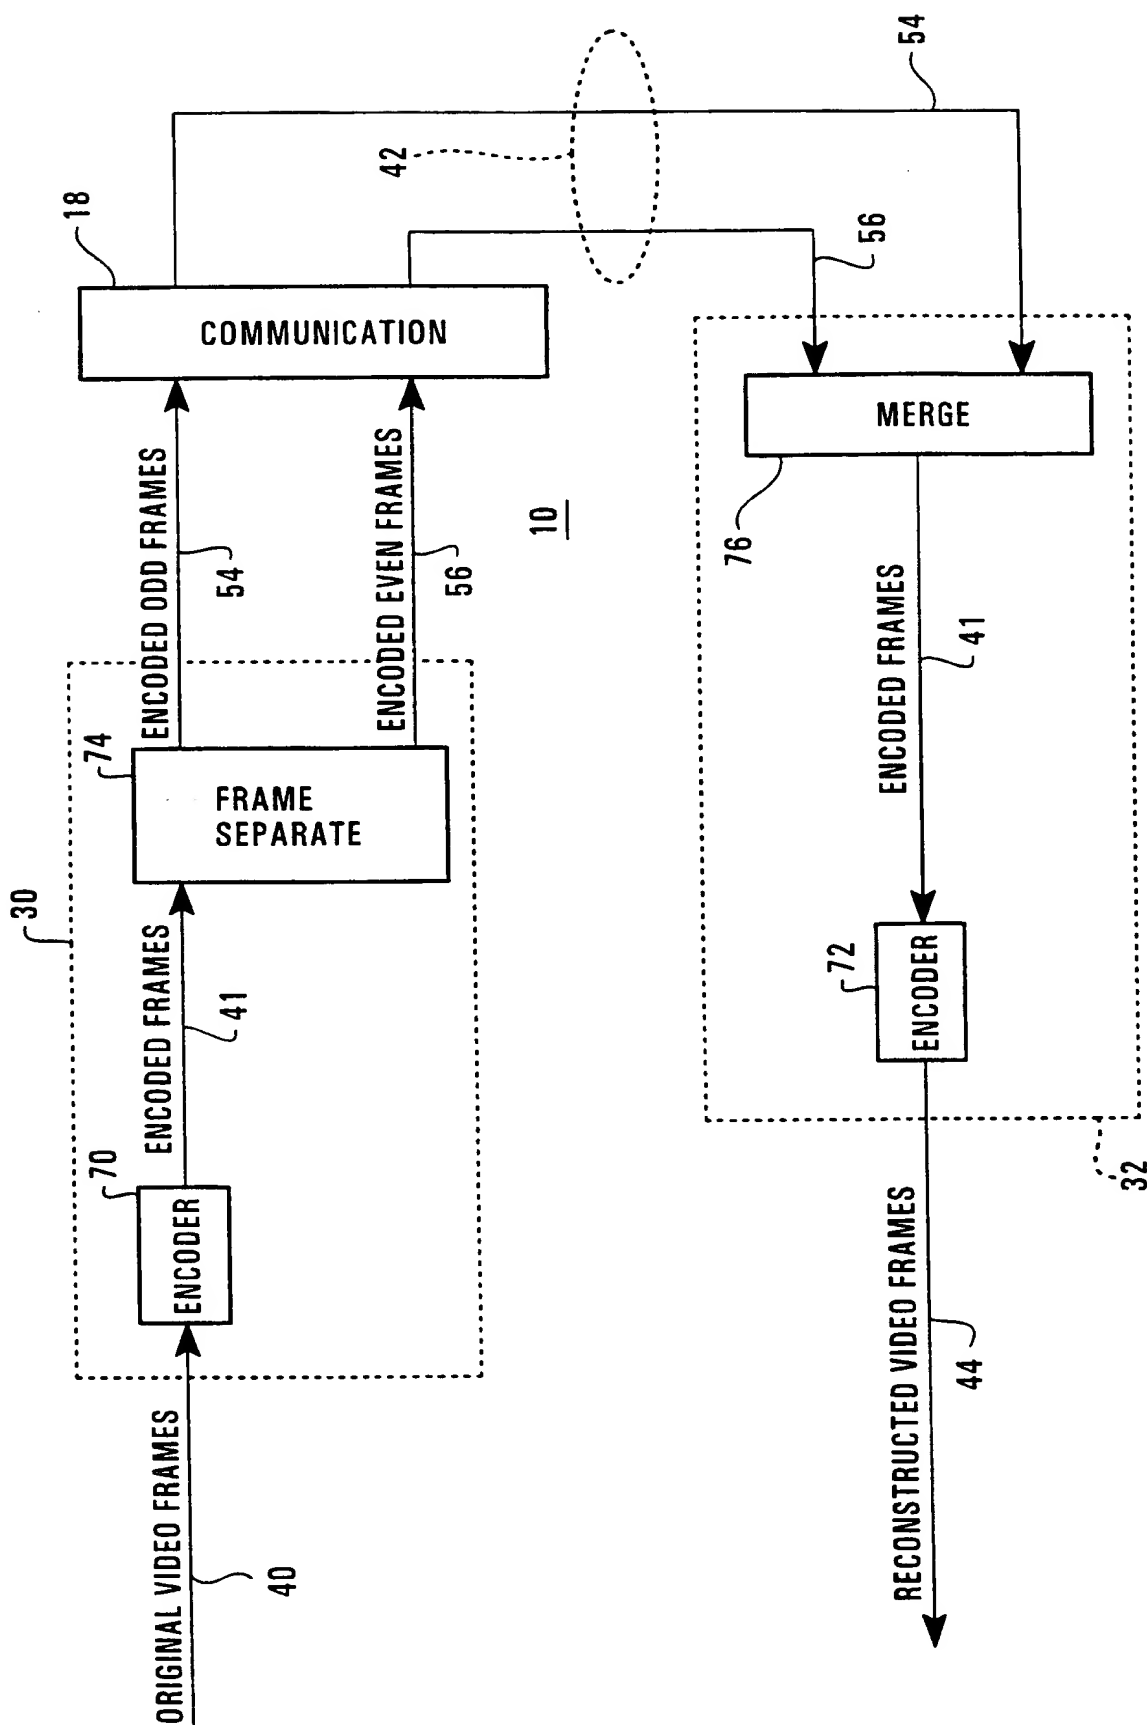 ORIGINAL VIDEO FRAMES
40
30
70
ENCODER
ENCODED FRAMES
41
74
FRAME
SEPARATE
ENCODED ODD FRAMES
54
ENCODED EVEN FRAMES
56
18
COMMUNICATION
10
42
54
56
MERGE
76
ENCODED FRAMES
41
72
ENCODER
32
RECONSTRUCTED VIDEO FRAMES
44